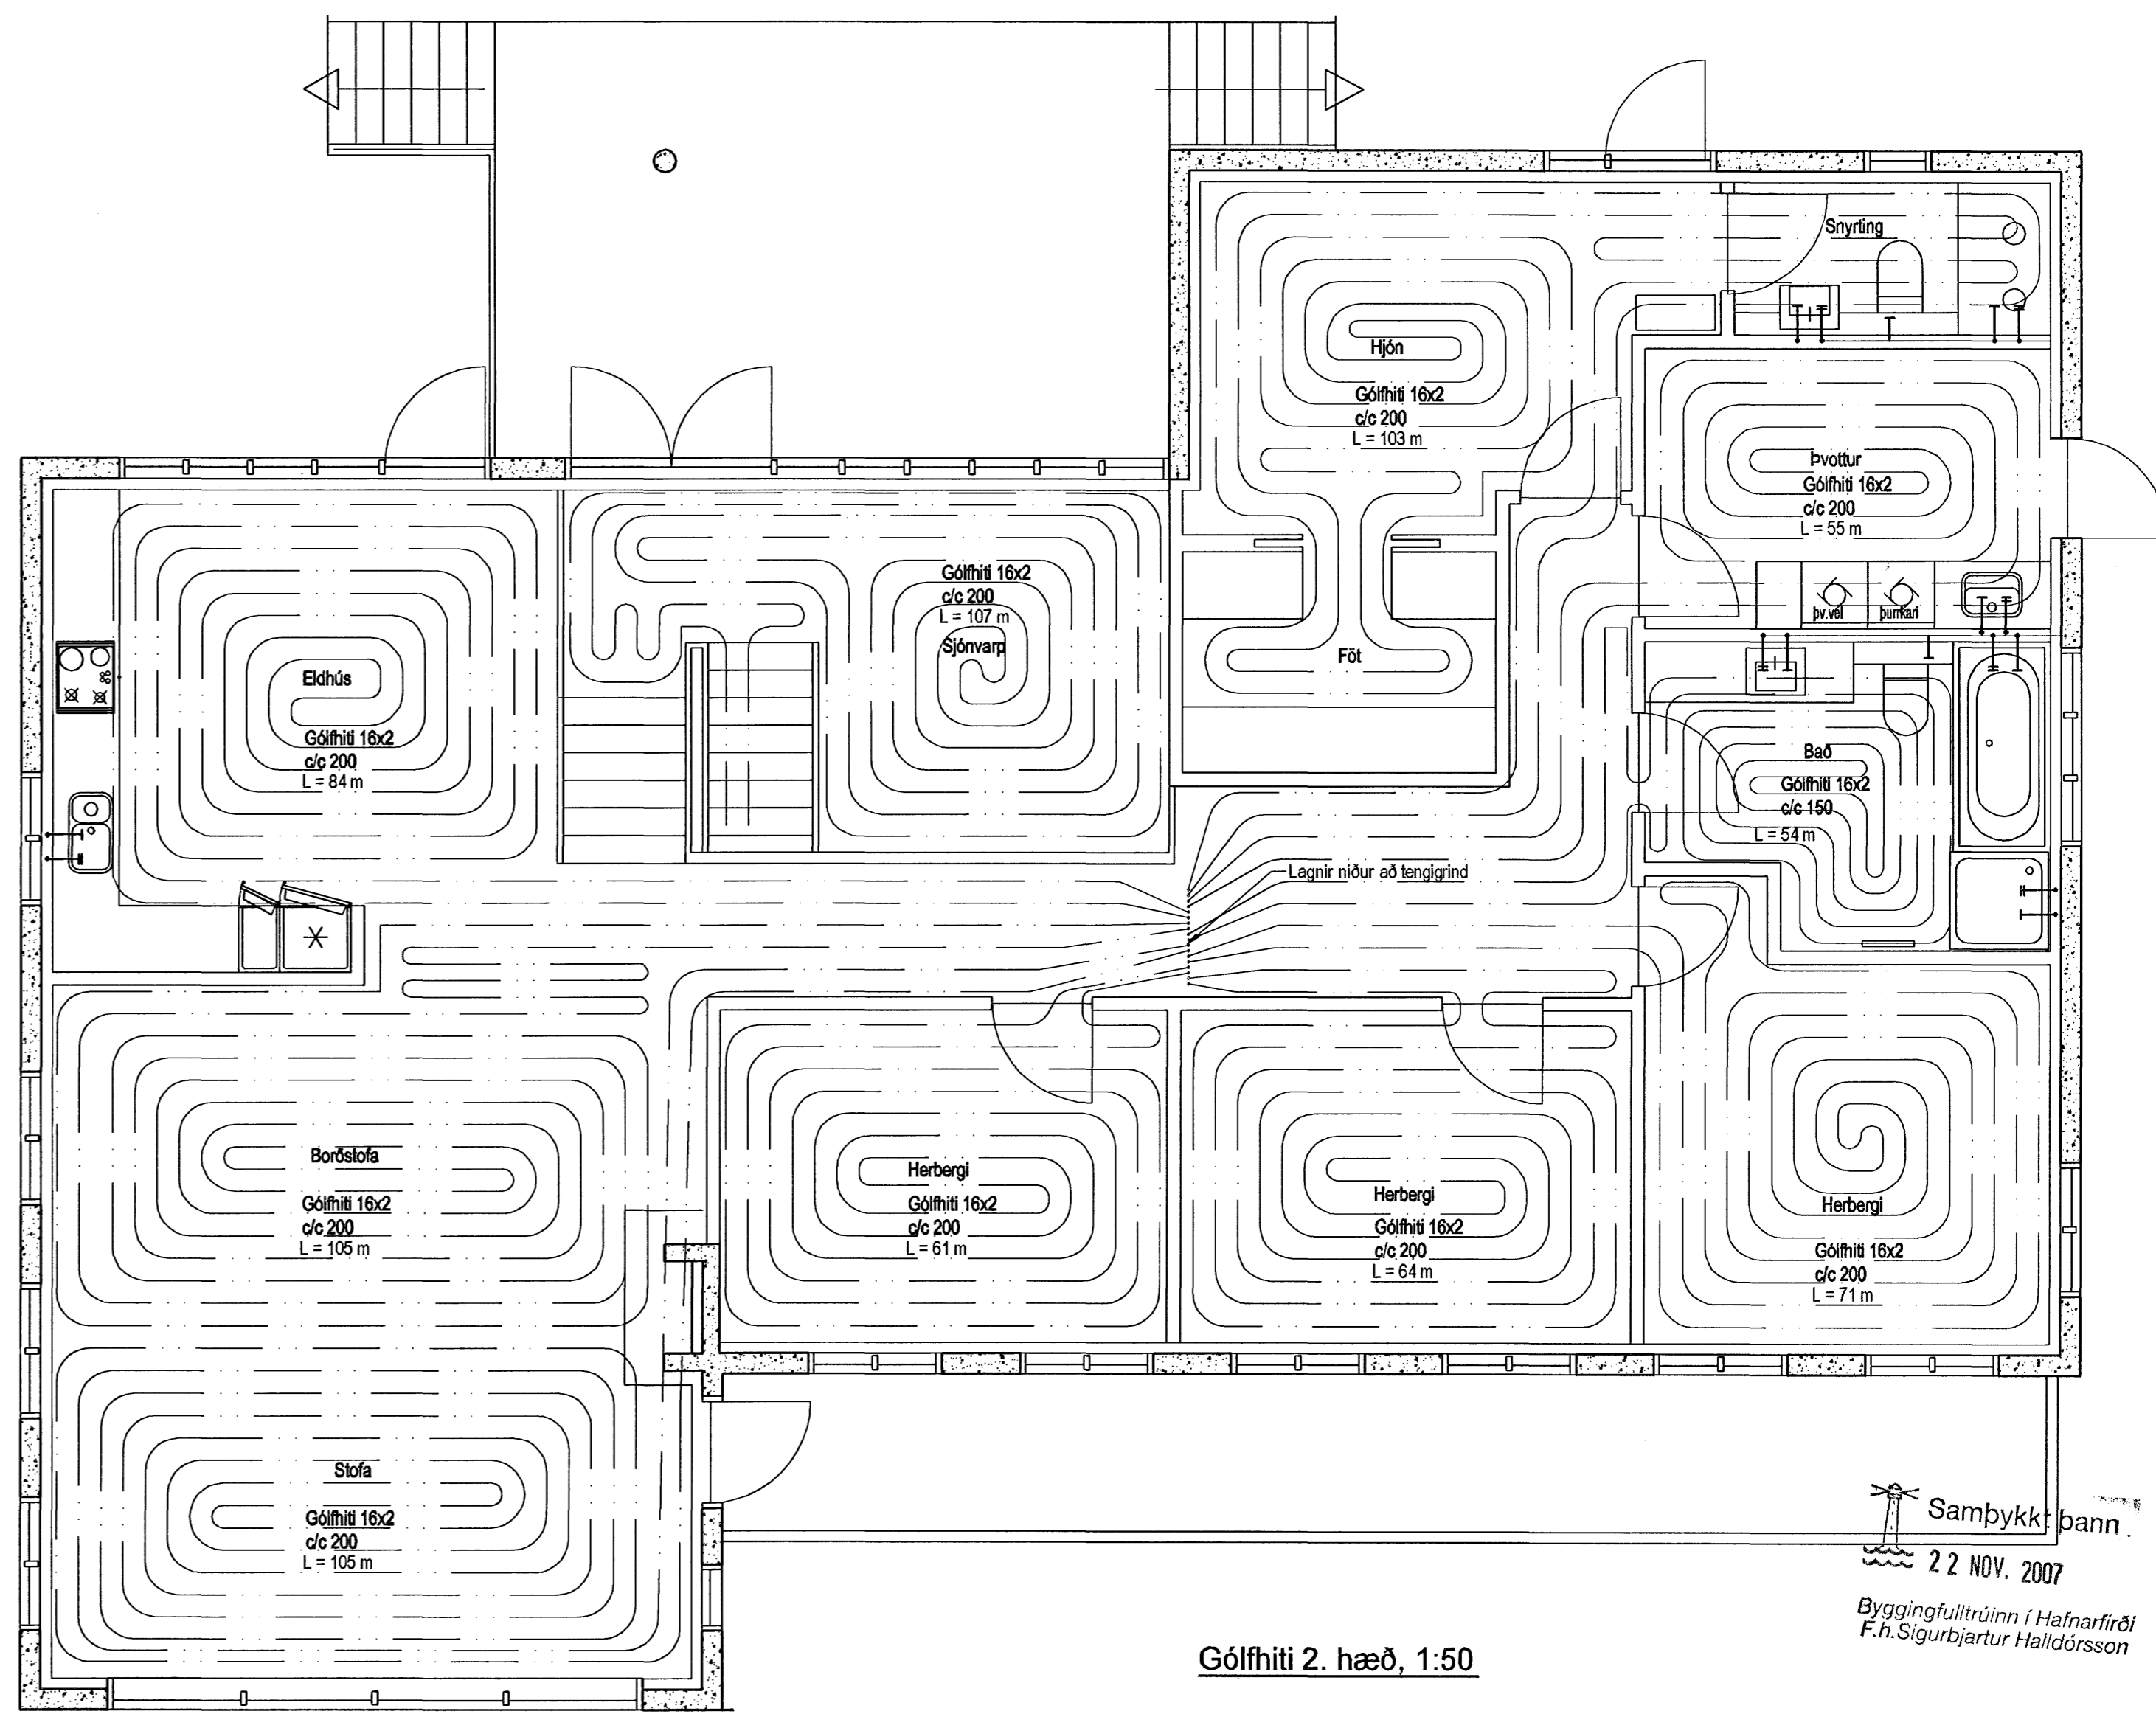 Snyrting
Hjón
Gólfhiti 16x2
c/c 200
L = 103 m
Þvottur
Gólfhiti 16x2
c/c 200
L = 55 m
þv.vél
þurrkari
Gólfhiti 16x2
c/c 200
L = 107 m
Sjónvarp
Eldhús
Gólfhiti 16x2
c/c 200
L = 84 m
Föt
Bað
Gólfhiti 16x2
c/c 150
L = 54 m
Lagnir niður að tengigrind
Borðstofa
Gólfhiti 16x2
c/c 200
L = 105 m
Herbergi
Gólfhiti 16x2
c/c 200
L = 61 m
Herbergi
Gólfhiti 16x2
c/c 200
L = 64 m
Herbergi
Gólfhiti 16x2
c/c 200
L = 71 m
Stofa
Gólfhiti 16x2
c/c 200
L = 105 m
Samþykkt þann
22 NOV. 2007
Byggingfulltrúinn í Hafnarfirði
F.h.Sigurbjartur Halldórsson
Gólfhiti 2. hæð, 1:50